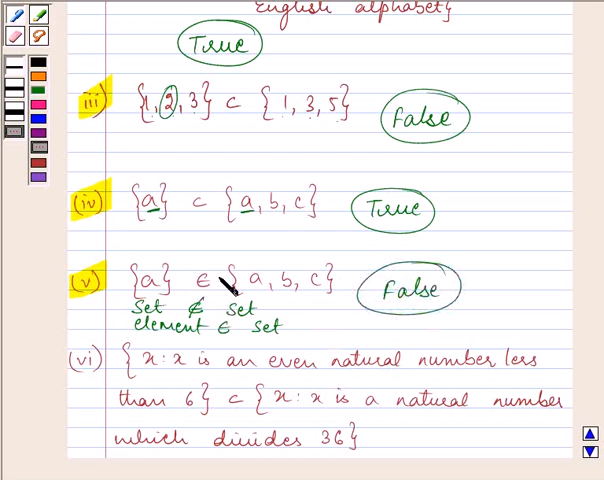 English alphabet}
True
iii) {1, 2, 3} ⊂ {1, 3, 5} False
(iv) {a} ⊂ {a, b, c} True
(v) {a} ∈ {a, b, c} False
Set ∉ Set
element ∈ Set
(vi) {x : x is an even natural number less
than 6} ⊂ {x : x is a natural number
which divides 36}